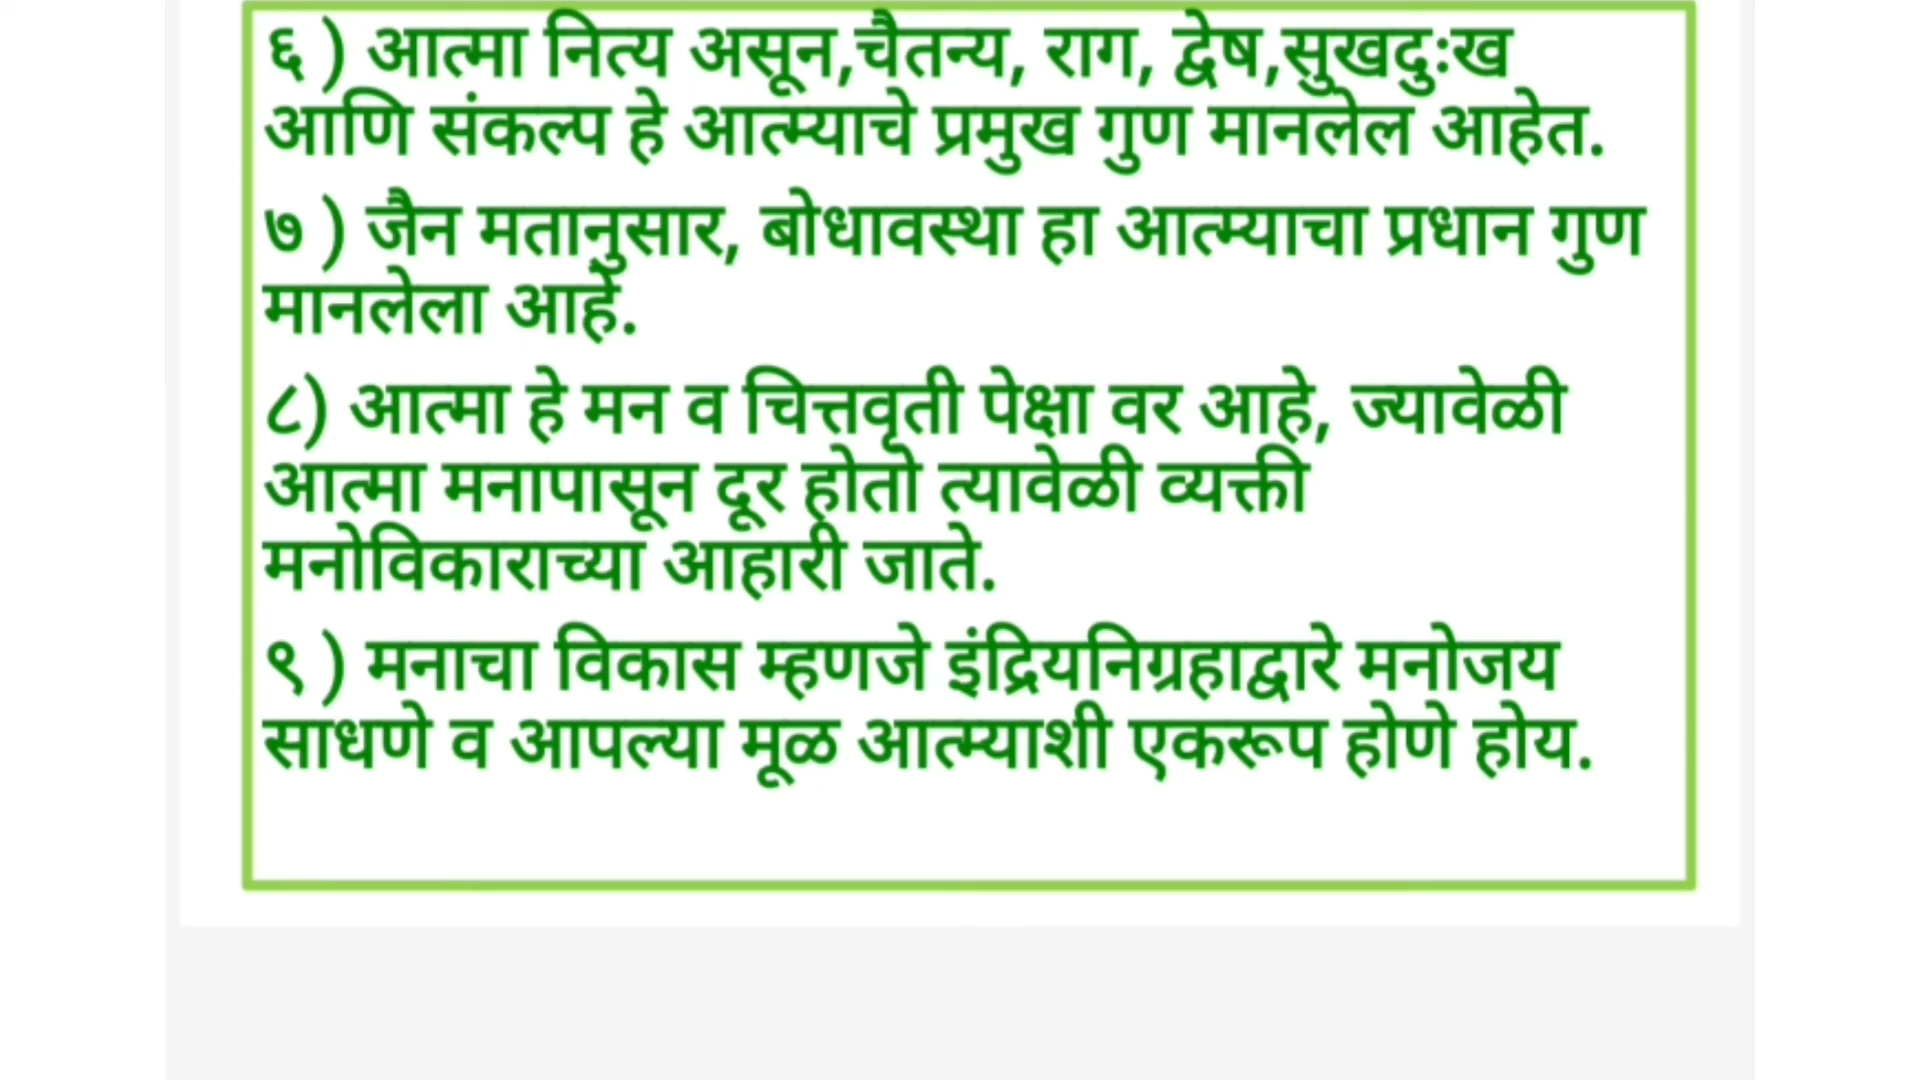 ६ ) आत्मा नित्य असून,चैतन्य, राग, द्वेष,सुखदुःख
आणि संकल्प हे आत्म्याचे प्रमुख गुण मानलेल आहेत.
७ ) जैन मतानुसार, बोधावस्था हा आत्म्याचा प्रधान गुण
मानलेला आहे.
८) आत्मा हे मन व चित्तवृती पेक्षा वर आहे, ज्यावेळी
आत्मा मनापासून दूर होतो त्यावेळी व्यक्ती
मनोविकाराच्या आहारी जाते.
९ ) मनाचा विकास म्हणजे इंद्रियनिग्रहाद्वारे मनोजय
साधणे व आपल्या मूळ आत्म्याशी एकरूप होणे होय.